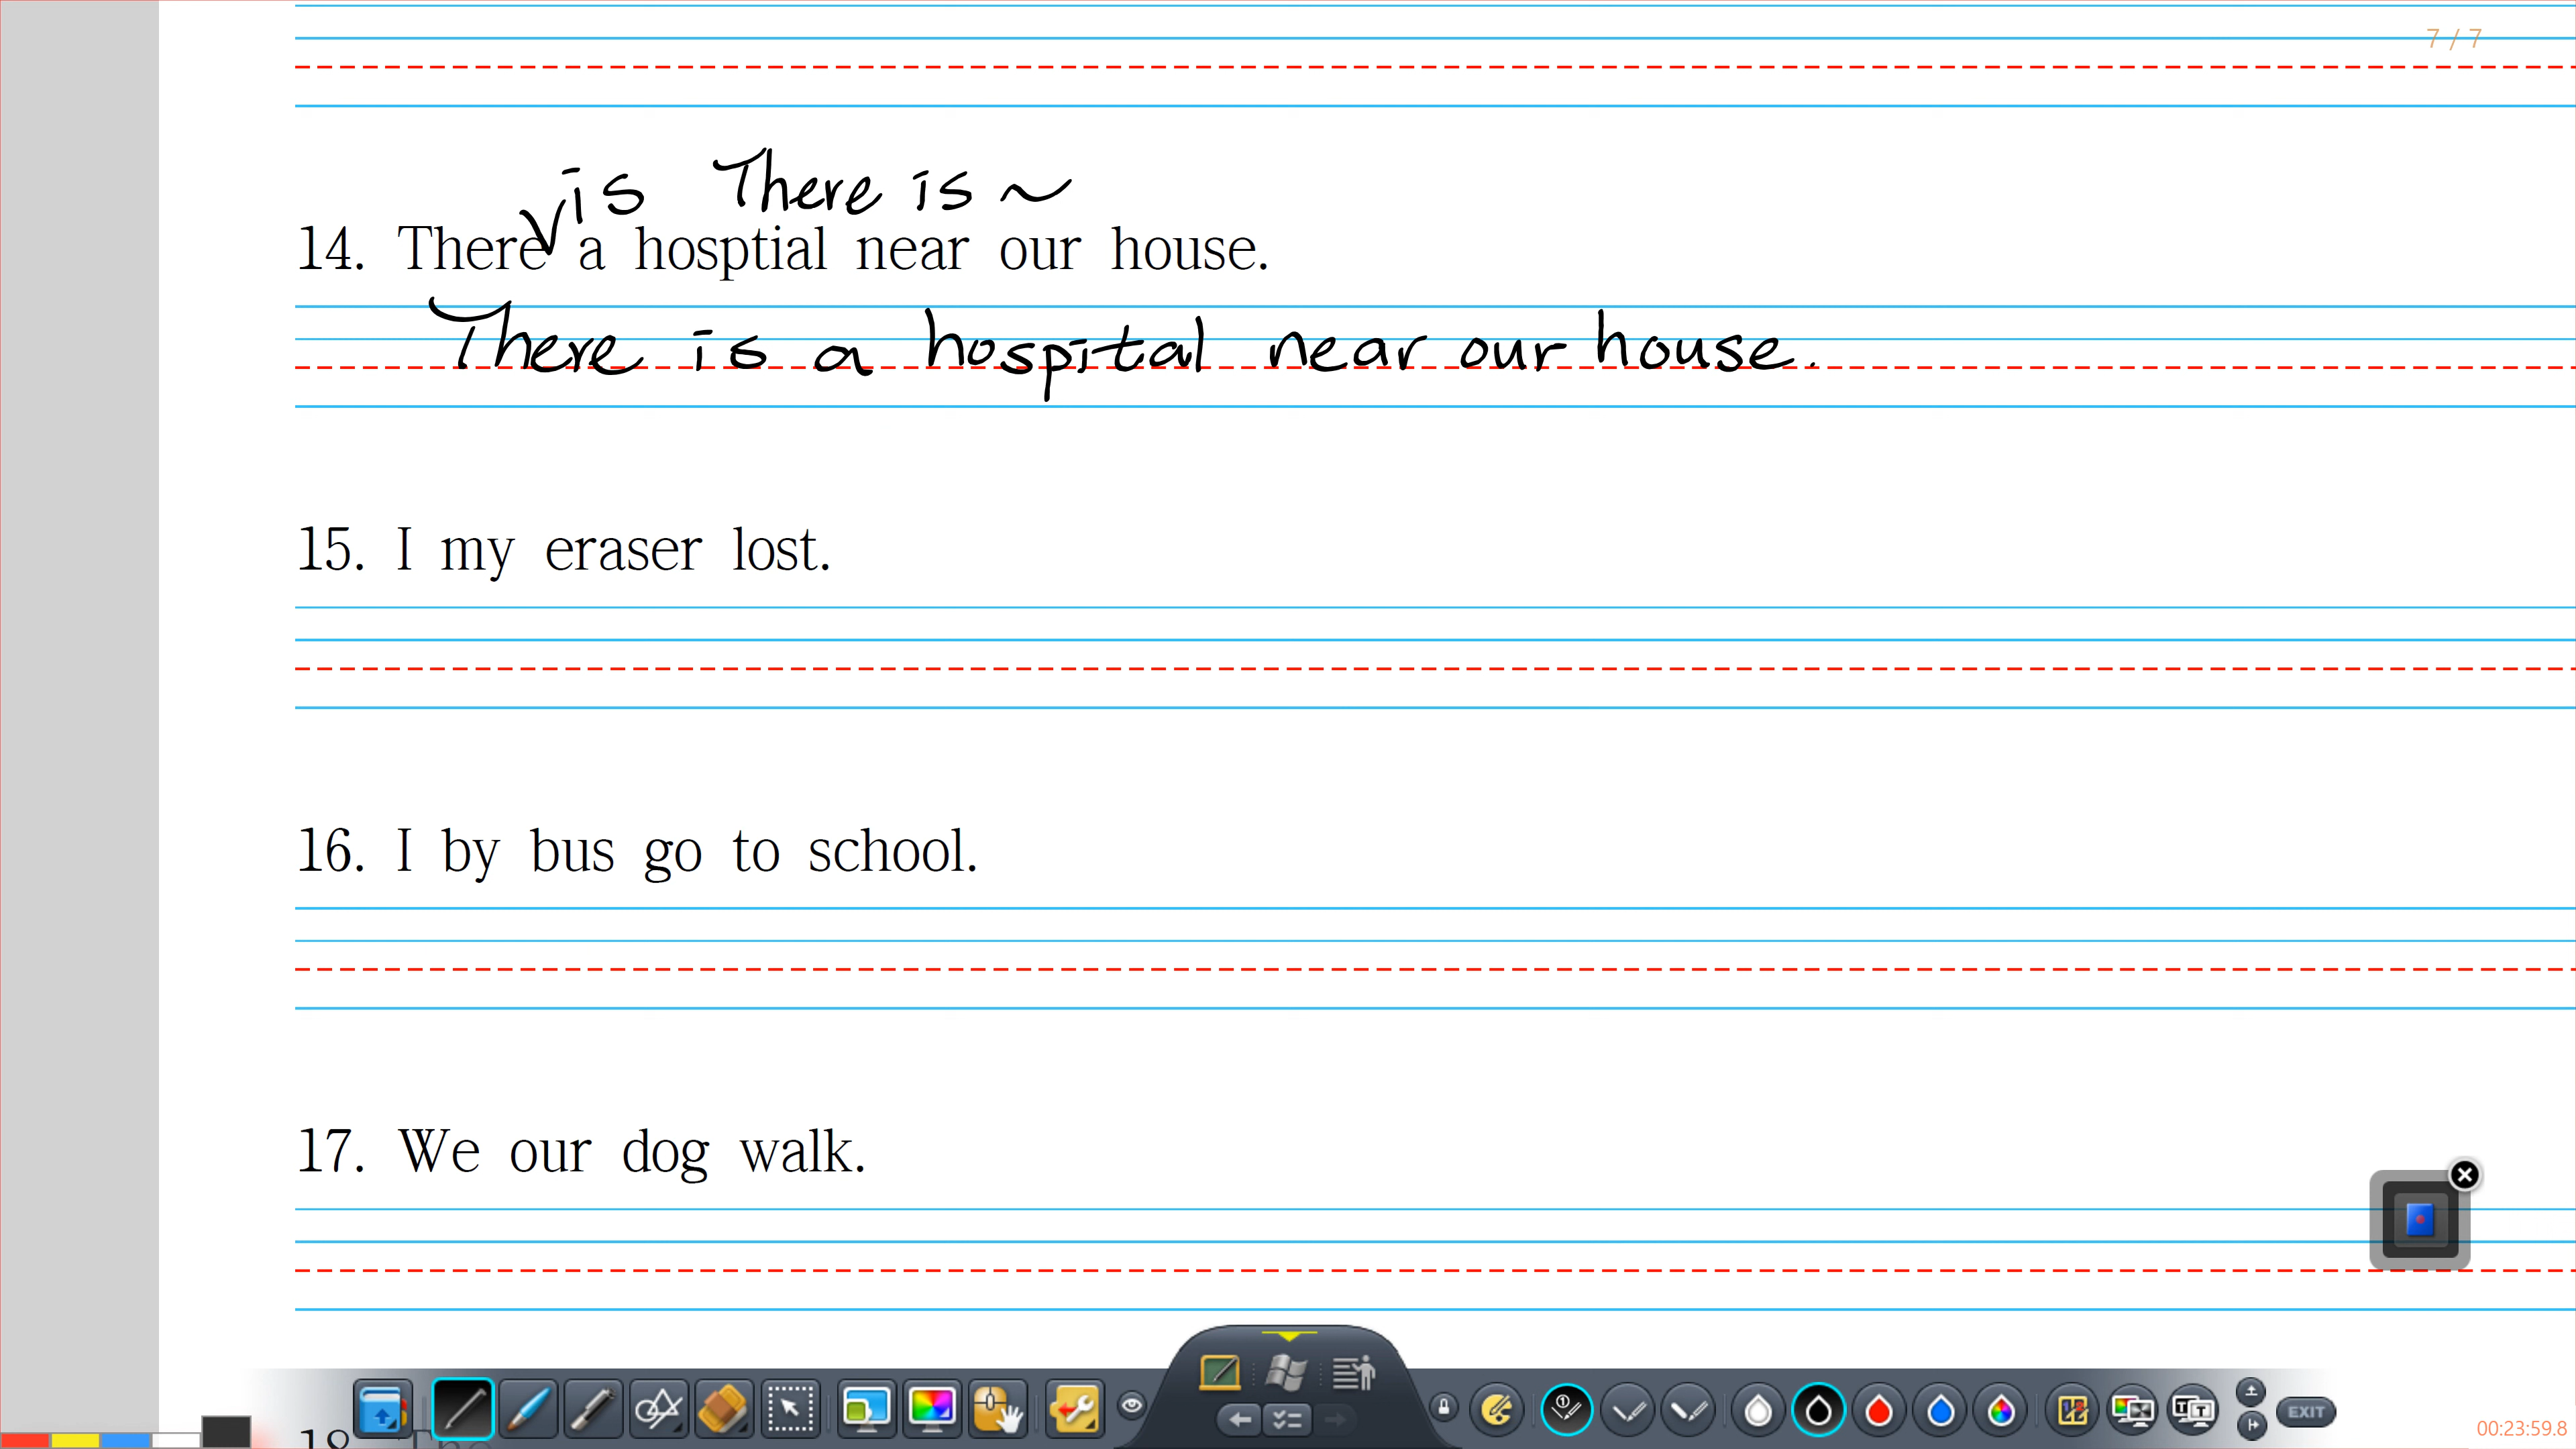 7 / 7
is There is ~
14. There a hosptial near our house.
There is a hospital near our house.
15. I my eraser lost.
16. I by bus go to school.
17. We our dog walk.
EXIT
00:23:59.8